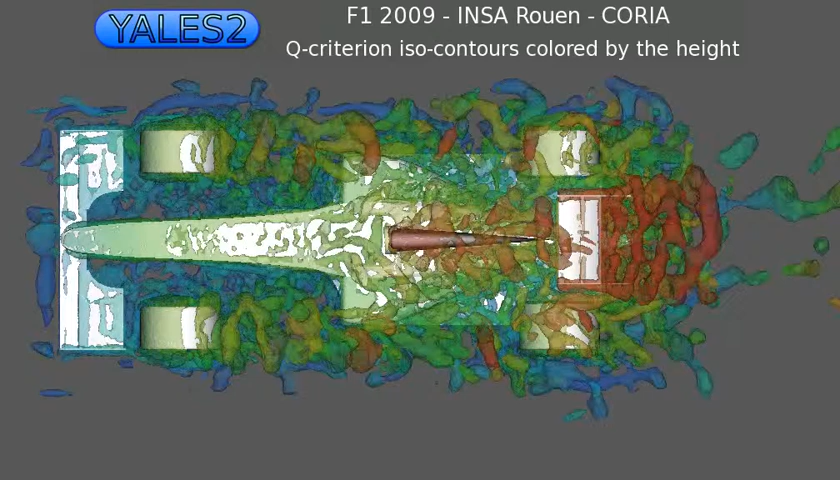 YALES2
F1 2009 - INSA Rouen - CORIA
Q-criterion iso-contours colored by the height